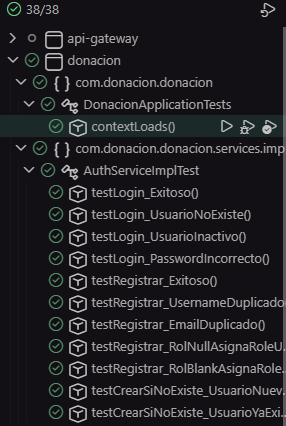 38/38
api-gateway
donacion
{ } com.donacion.donacion
DonacionApplicationTests
contextLoads()
{ } com.donacion.donacion.services.imp
AuthServiceImplTest
testLogin_Exitoso()
testLogin_UsuarioNoExiste()
testLogin_UsuarioInactivo()
testLogin_PasswordIncorrecto()
testRegistrar_Exitoso()
testRegistrar_UsernameDuplicado
testRegistrar_EmailDuplicado()
testRegistrar_RolNullAsignaRoleU...
testRegistrar_RolBlankAsignaRole...
testCrearSiNoExiste_UsuarioNuev...
testCrearSiNoExiste_UsuarioYaExi...